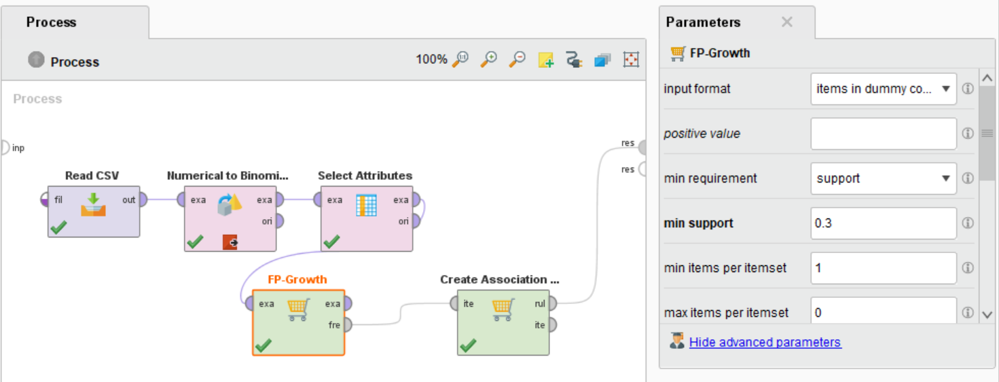 Process
Process
100%
Process
inp
res
res
Read CSV
fil
out
Numerical to Binomi...
exa
exa
ori
Select Attributes
exa
exa
ori
FP-Growth
exa
exa
fre
Create Association ...
ite
rul
ite
Parameters
FP-Growth
input format
items in dummy co...
positive value
min requirement
support
min support
0.3
min items per itemset
1
max items per itemset
0
Hide advanced parameters